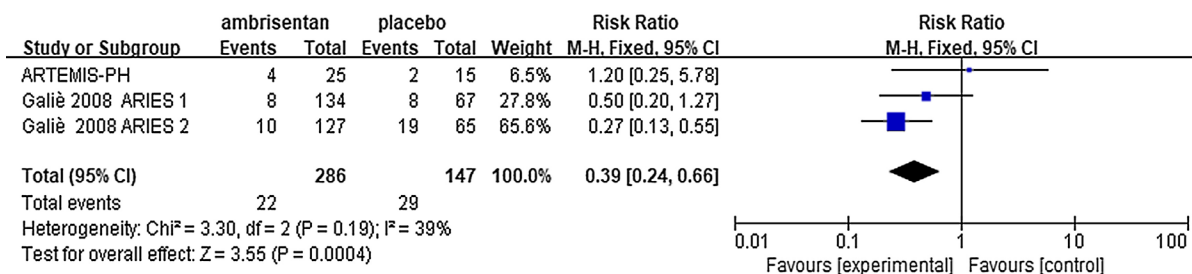 ambrisentan placebo Risk Ratio Risk Ratio
Study or Subgroup Events Total Events Total Weight M-H, Fixed, 95% CI M-H, Fixed, 95% CI
ARTEMIS-PH 4 25 2 15 6.5% 1.20 [0.25, 5.78]
Galiè 2008 ARIES 1 8 134 8 67 27.8% 0.50 [0.20, 1.27]
Galiè 2008 ARIES 2 10 127 19 65 65.6% 0.27 [0.13, 0.55]
Total (95% CI) 286 147 100.0% 0.39 [0.24, 0.66]
Total events 22 29
Heterogeneity: Chi² = 3.30, df = 2 (P = 0.19); I² = 39%
Test for overall effect: Z = 3.55 (P = 0.0004)
0.01 0.1 1 10 100
Favours [experimental] Favours [control]